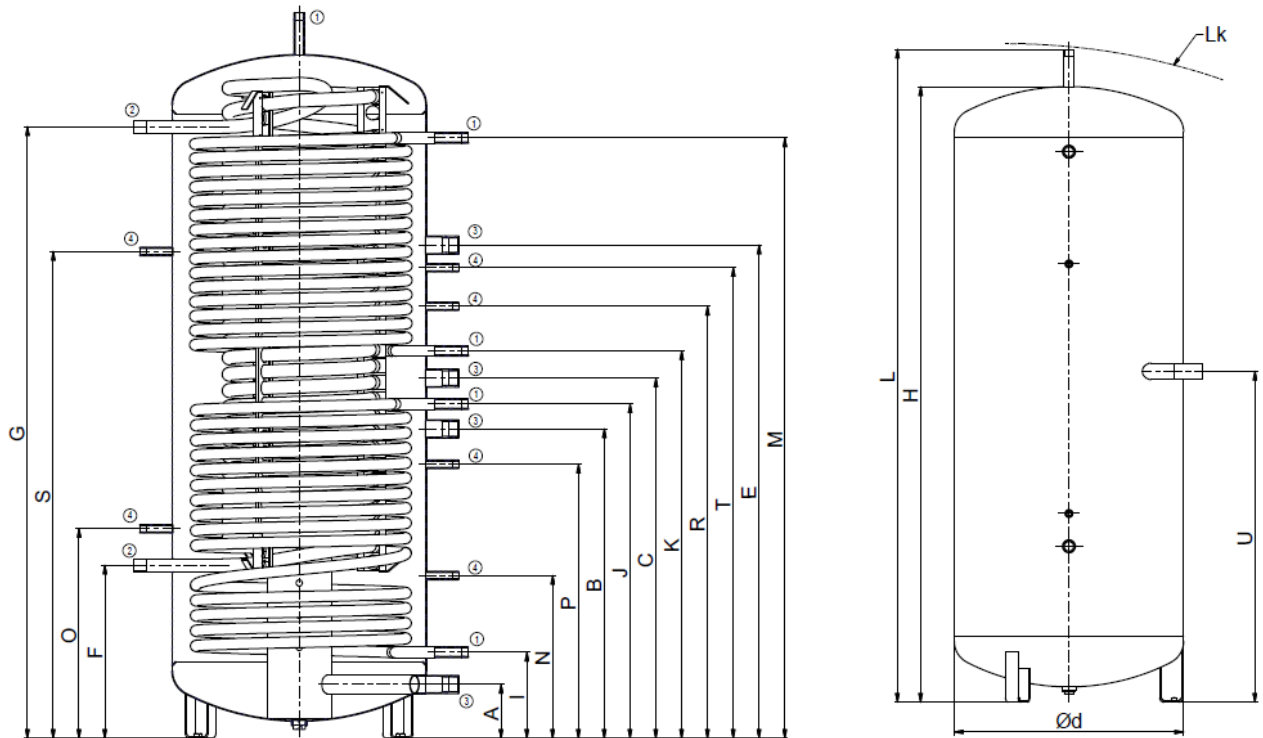 ①
② ①
④ ③
④
④
①
③
① ③
④
④
② ④
①
③
G
S
O
F
A
I
N
P
B
J
C
K
R
T
E
M
Lk
L
H
U
Ød